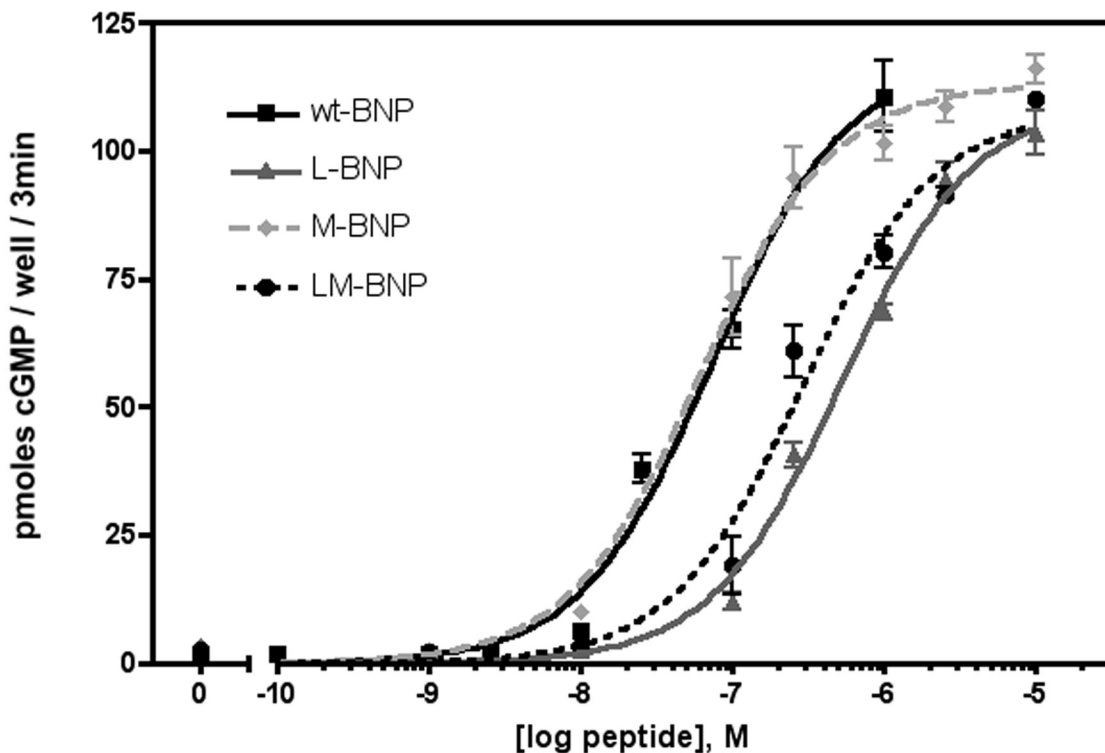 125
100
75
50
25
0
pmoles cGMP / well / 3min
wt-BNP
L-BNP
M-BNP
LM-BNP
0 -10 -9 -8 -7 -6 -5
[log peptide], M